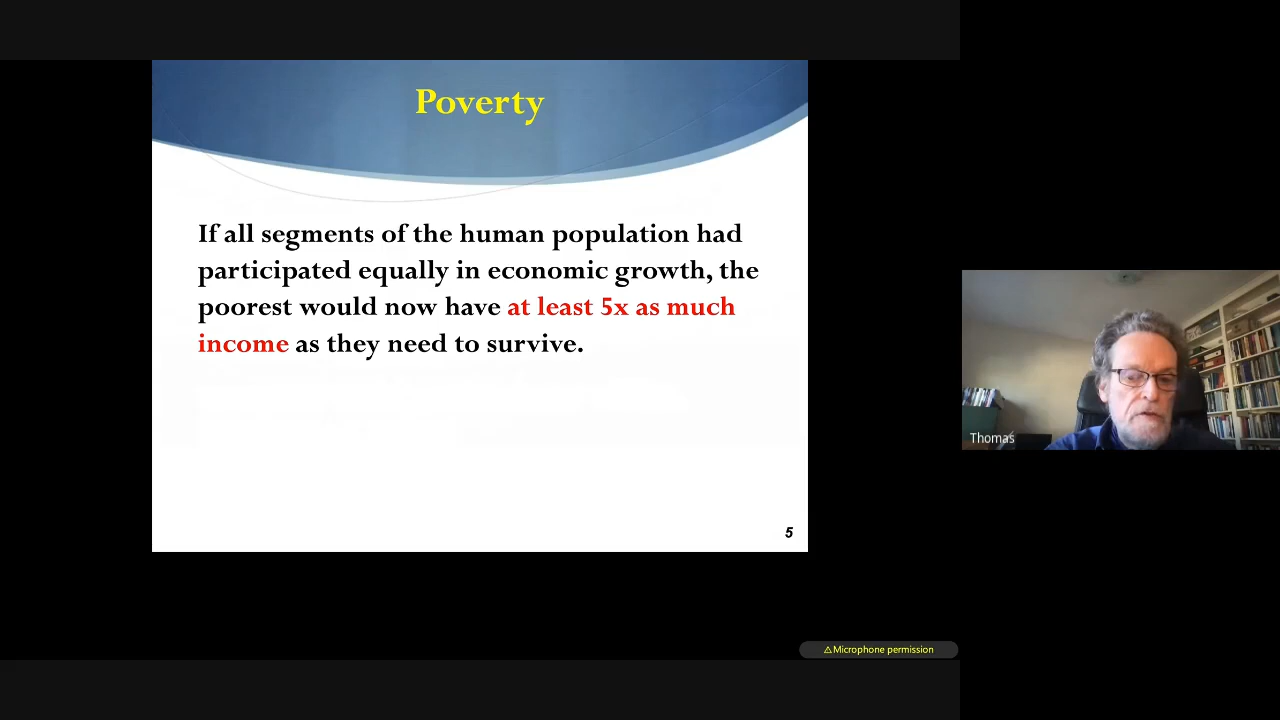 Poverty
If all segments of the human population had
participated equally in economic growth, the
poorest would now have at least 5x as much
income as they need to survive.
5
Thomas
⚠Microphone permission